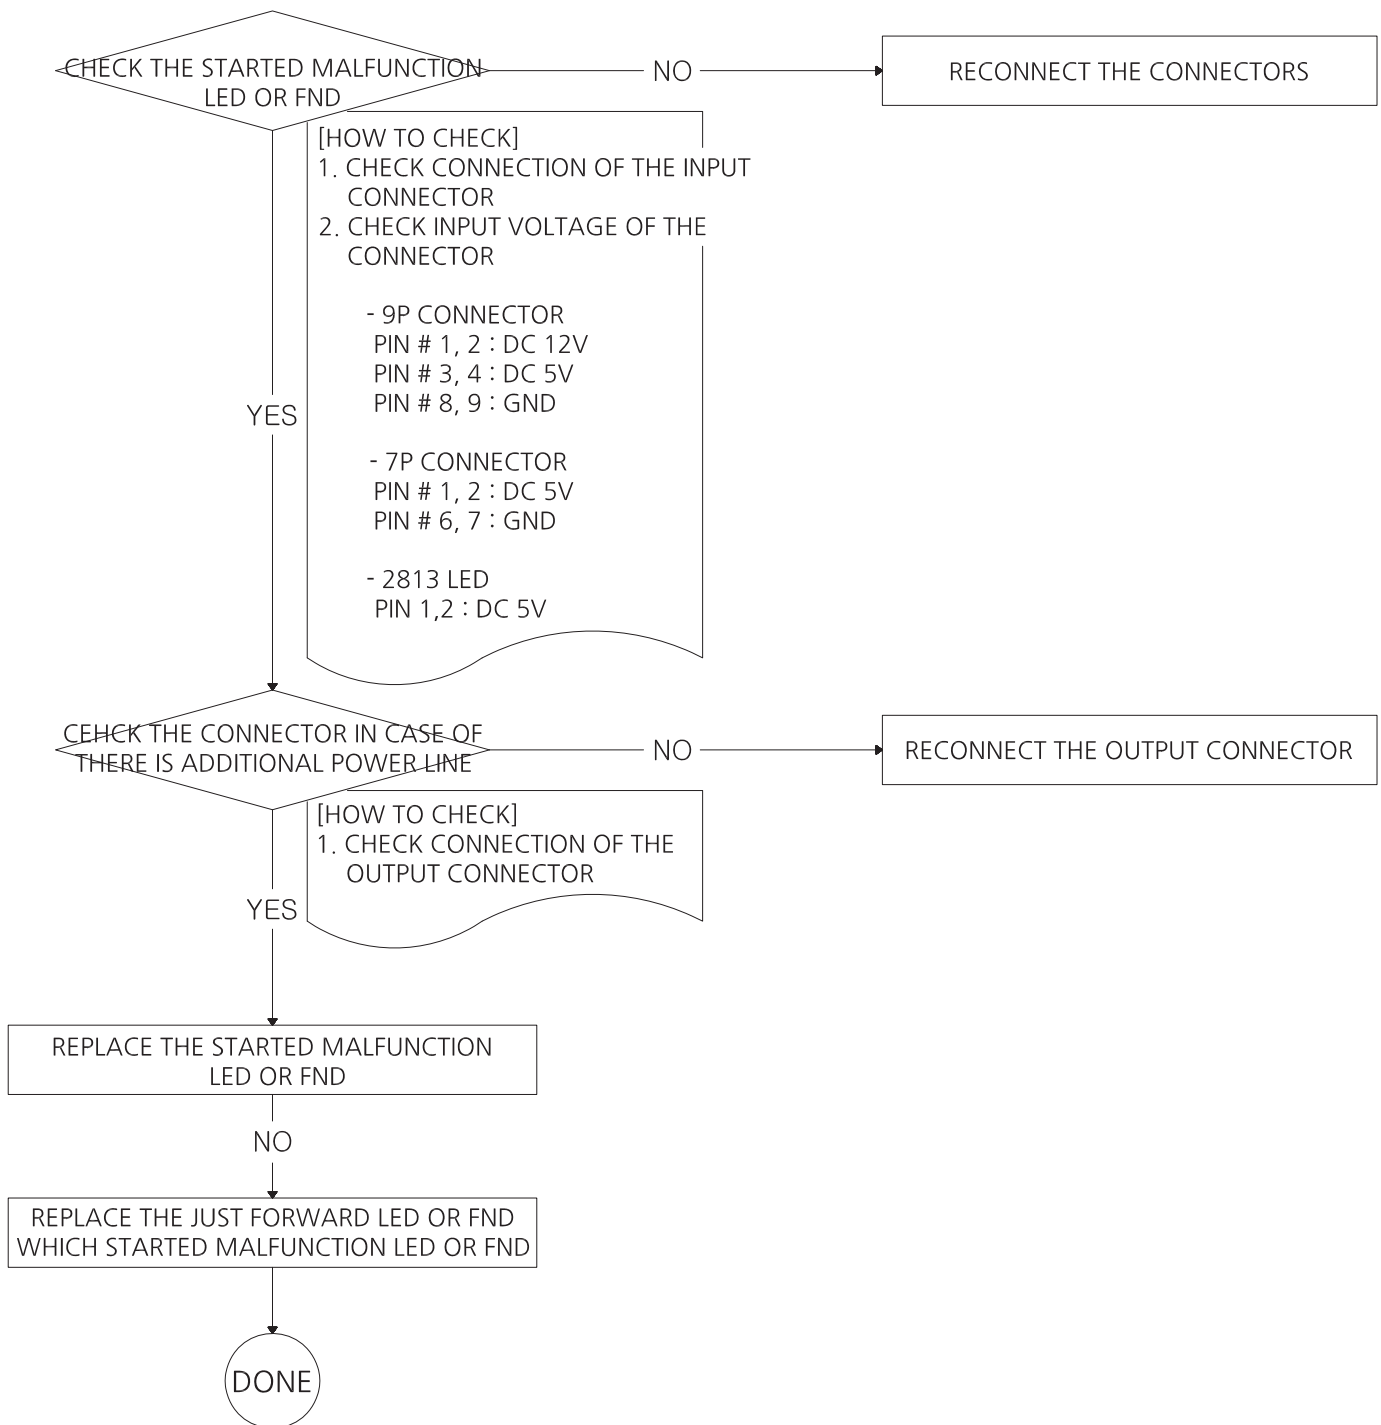 CHECK THE STARTED MALFUNCTION
LED OR FND
NO
RECONNECT THE CONNECTORS
[HOW TO CHECK]
1. CHECK CONNECTION OF THE INPUT
CONNECTOR
2. CHECK INPUT VOLTAGE OF THE
CONNECTOR
- 9P CONNECTOR
PIN # 1, 2 : DC 12V
PIN # 3, 4 : DC 5V
PIN # 8, 9 : GND
YES
- 7P CONNECTOR
PIN # 1, 2 : DC 5V
PIN # 6, 7 : GND
- 2813 LED
PIN 1,2 : DC 5V
CEHCK THE CONNECTOR IN CASE OF
THERE IS ADDITIONAL POWER LINE
NO
RECONNECT THE OUTPUT CONNECTOR
[HOW TO CHECK]
1. CHECK CONNECTION OF THE
OUTPUT CONNECTOR
YES
REPLACE THE STARTED MALFUNCTION
LED OR FND
NO
REPLACE THE JUST FORWARD LED OR FND
WHICH STARTED MALFUNCTION LED OR FND
DONE